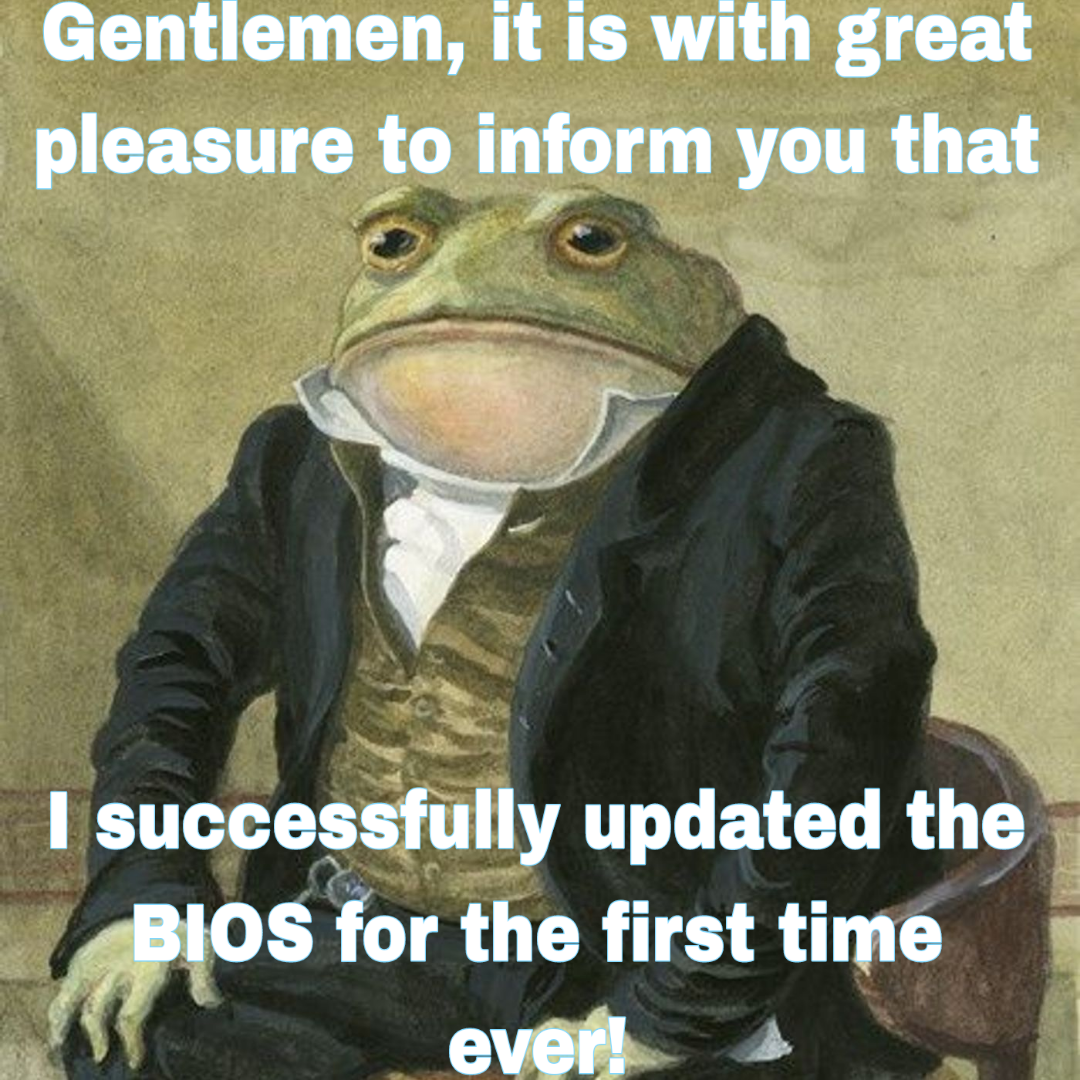 Gentlemen, it is with great
pleasure to inform you that
I successfully updated the
BIOS for the first time
ever!